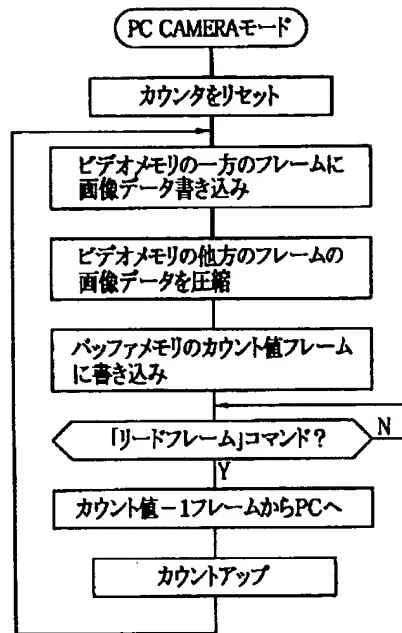 PC CAMERAモード
カウンタをリセット
ビデオメモリの一方のフレームに
画像データ書き込み
ビデオメモリの他方のフレームの
画像データを圧縮
バッファメモリのカウント値フレーム
に書き込み
「リードフレーム」コマンド?
N
Y
カウント値－1フレームからPCへ
カウントアップ